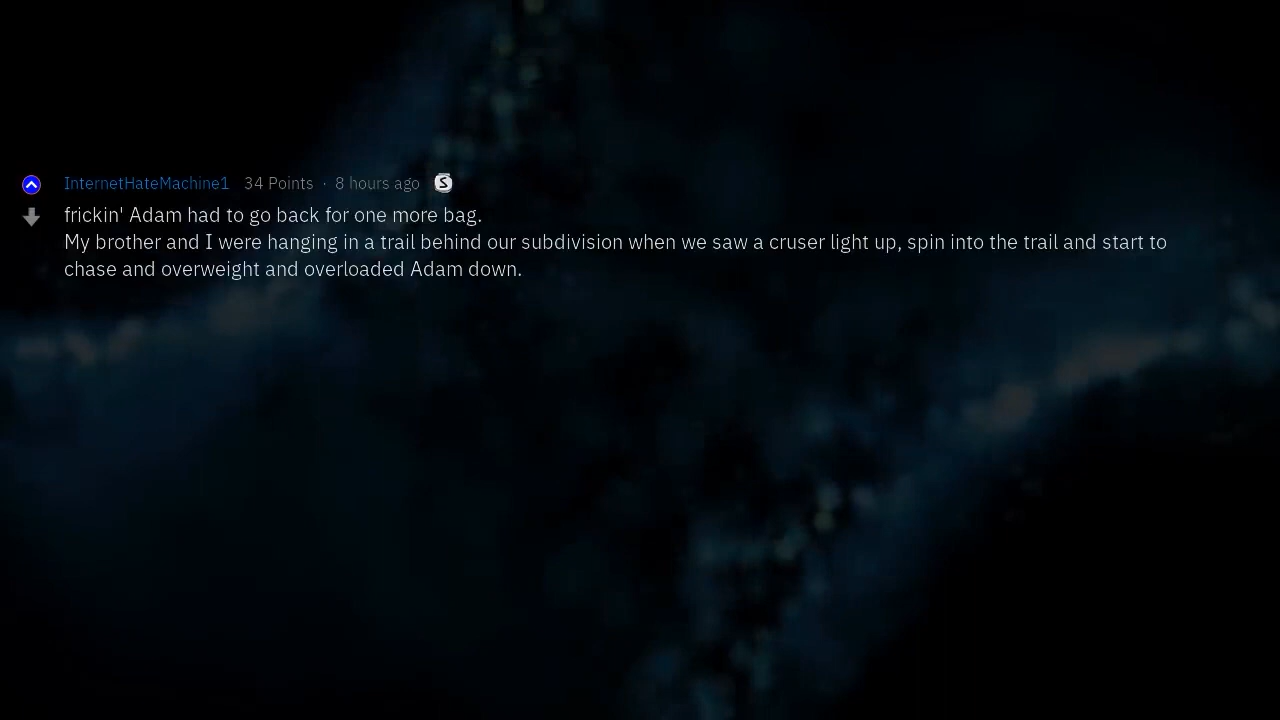 InternetHateMachine1 34 Points · 8 hours ago S
frickin' Adam had to go back for one more bag.
My brother and I were hanging in a trail behind our subdivision when we saw a cruser light up, spin into the trail and start to
chase and overweight and overloaded Adam down.